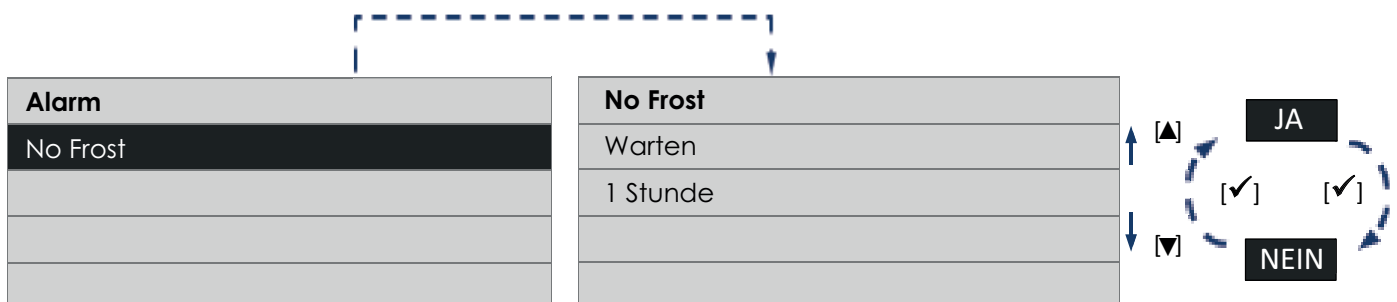 Alarm
No Frost
No Frost
Warten
1 Stunde
[▲]
JA
[✔] [✔]
[▼]
NEIN